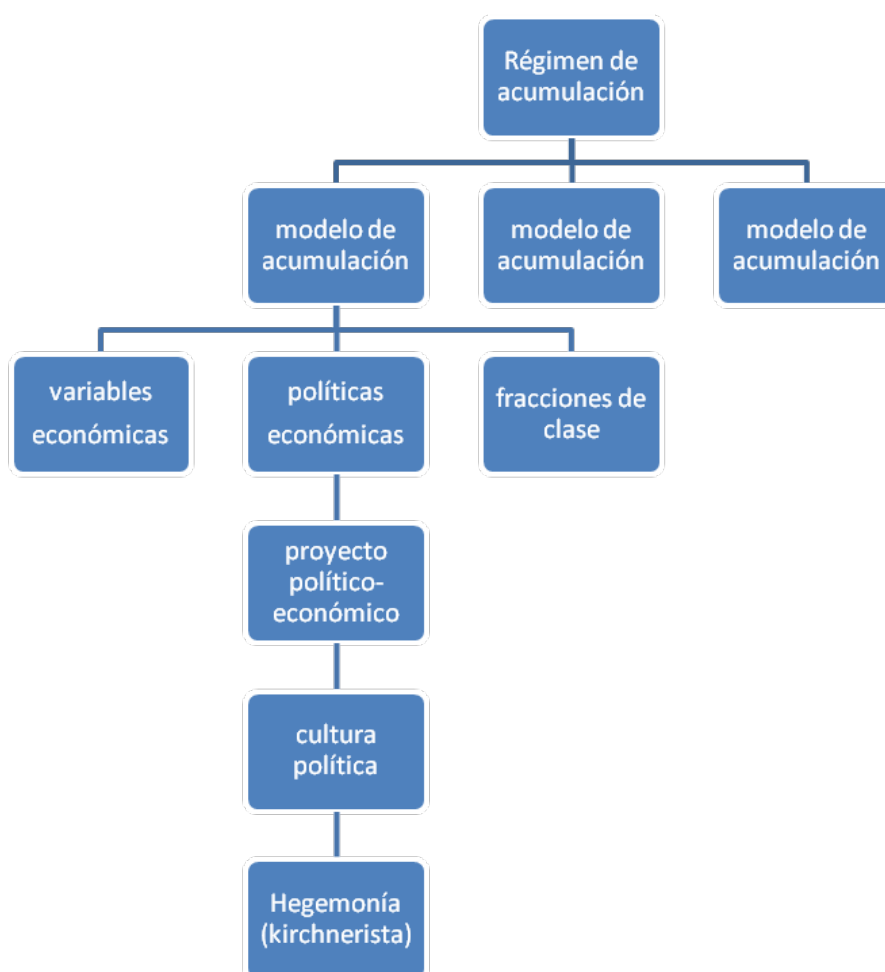 Régimen de
acumulación
modelo de
acumulación
modelo de
acumulación
modelo de
acumulación
variables
económicas
políticas
económicas
fracciones de
clase
proyecto
político-
económico
cultura
política
Hegemonía
(kirchnerista)